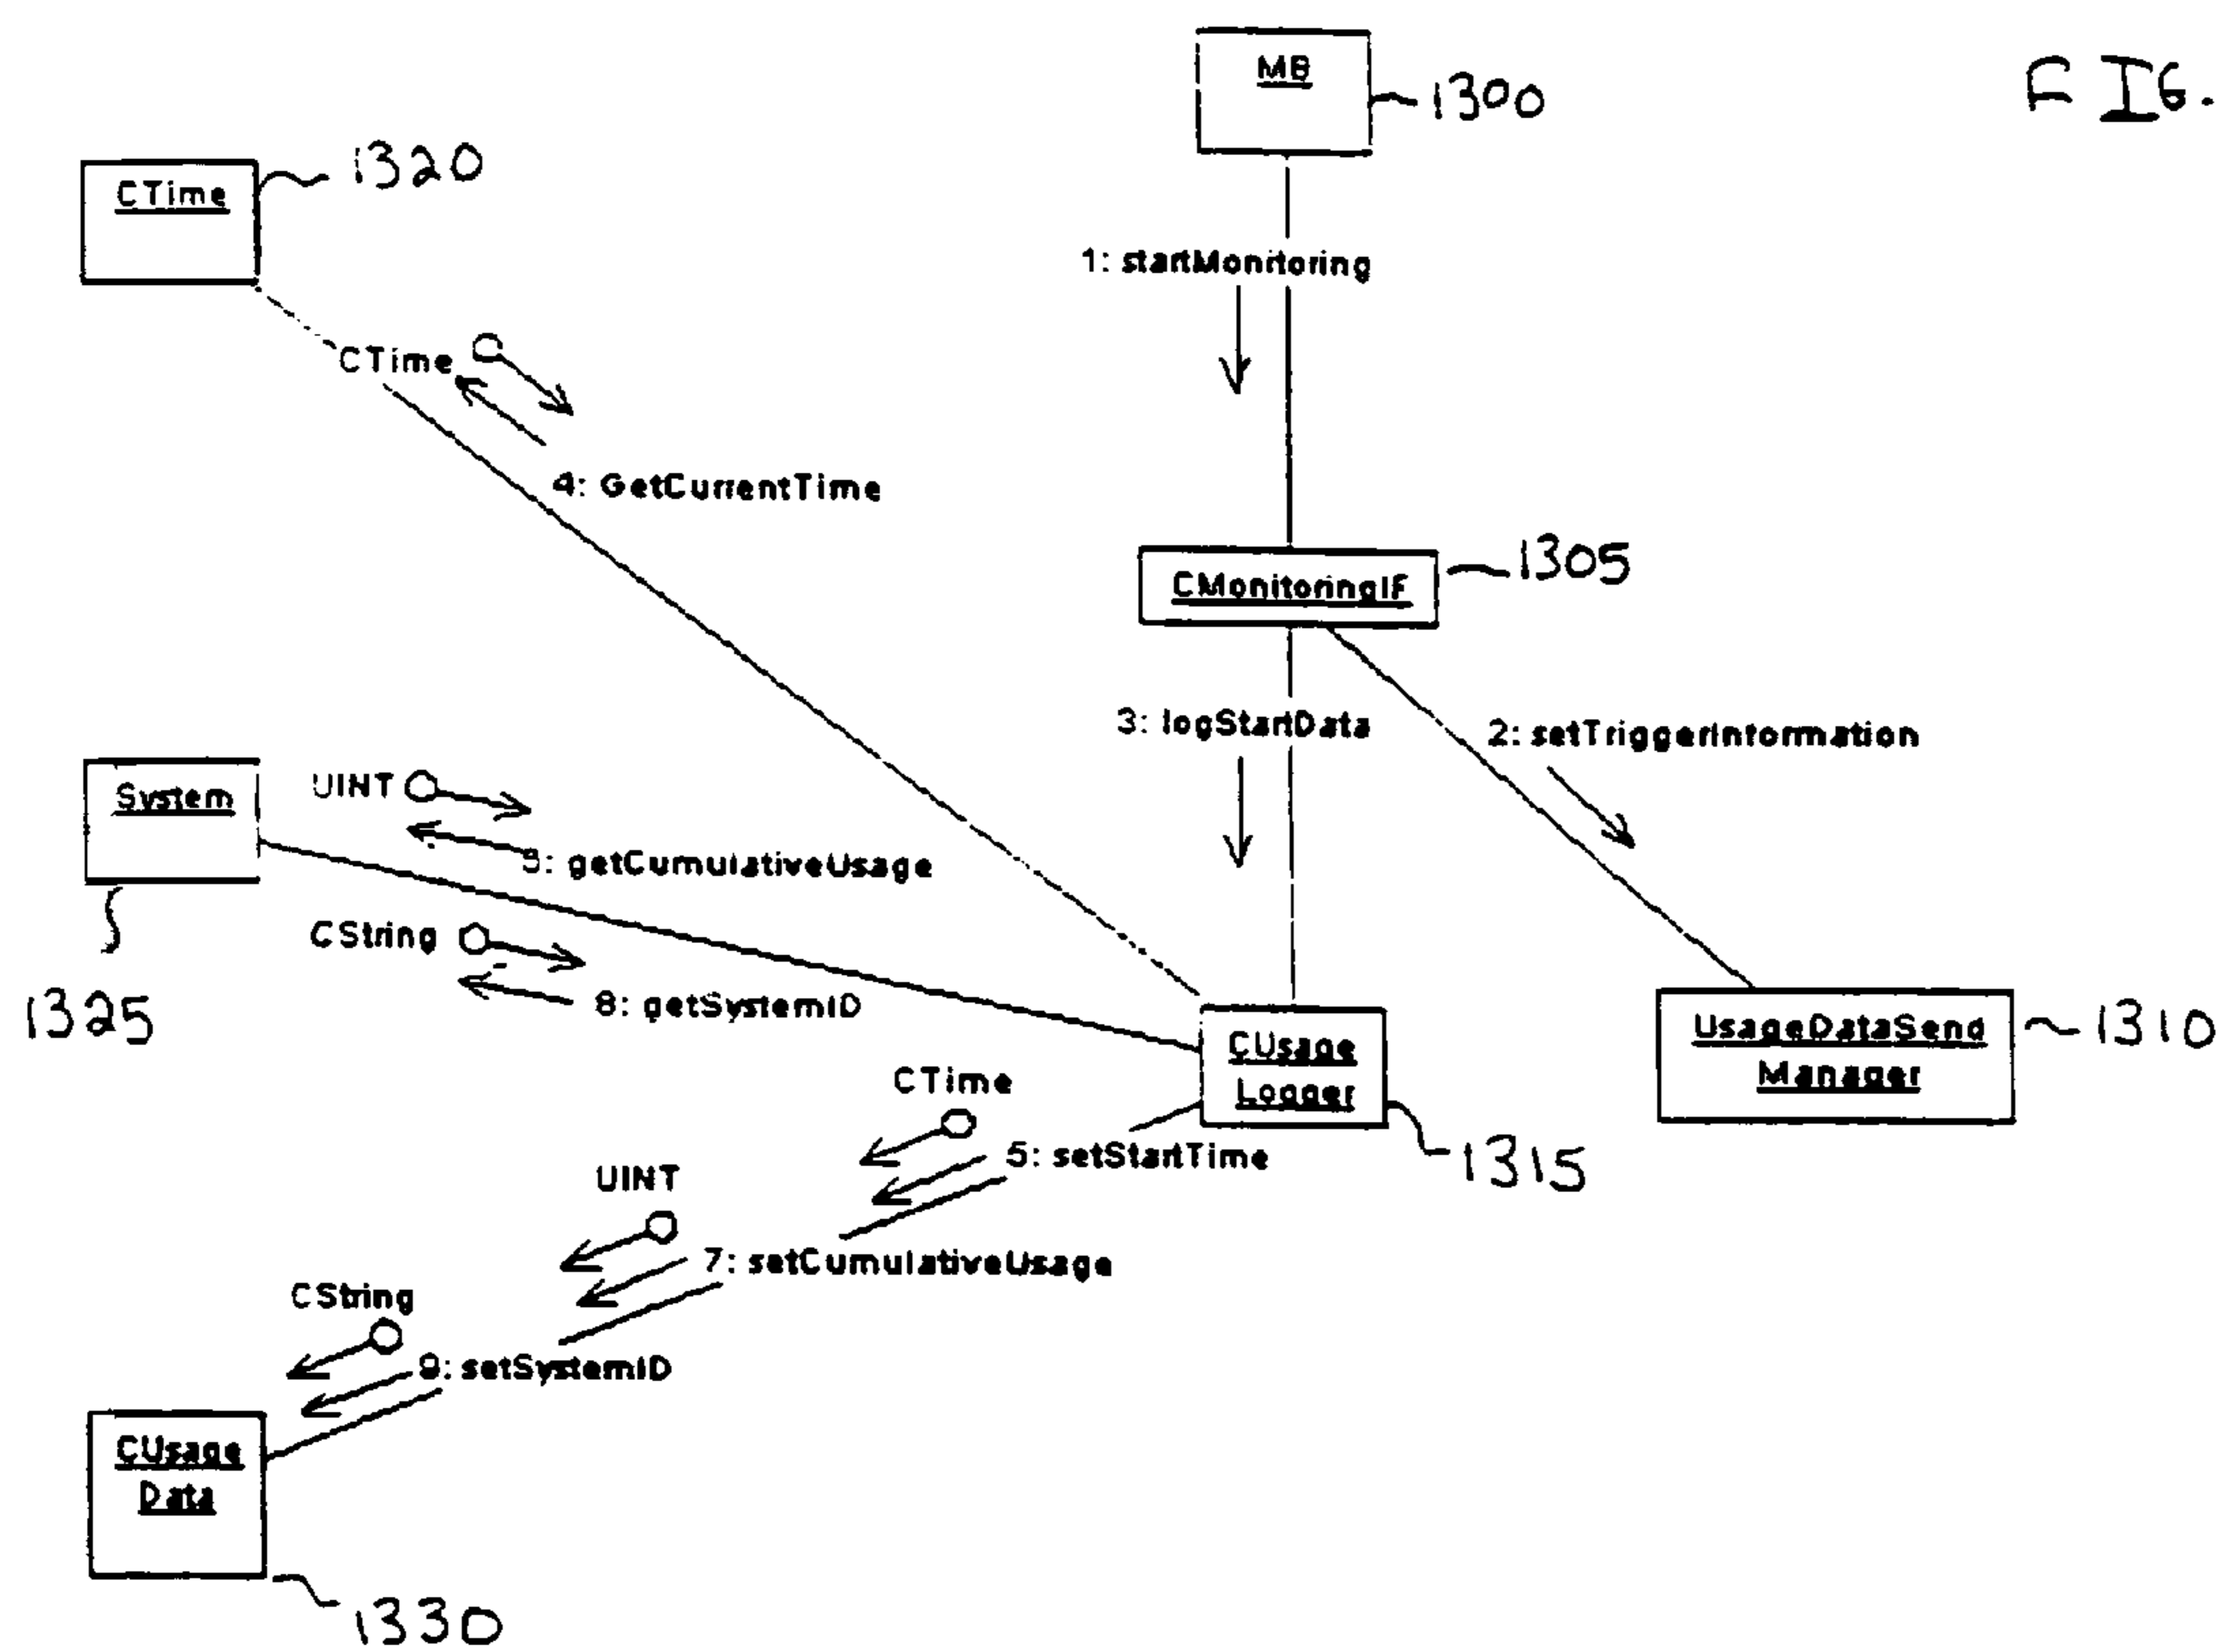 FIG.
MB
1300
CTime
1320
1: startMonitoring
CTime
4: GetCurrentTime
CMonitoringIF
1305
3: logStartData
2: setTriggerInformation
System
1325
UINT
: getCumulativeUsage
CString
8: getSystemID
CUsage
Logger
1315
UsageDataSend
Manager
1310
CTime
5: setStartTime
UINT
7: setCumulativeUsage
CString
9: setSystemID
CUsage
Data
1330